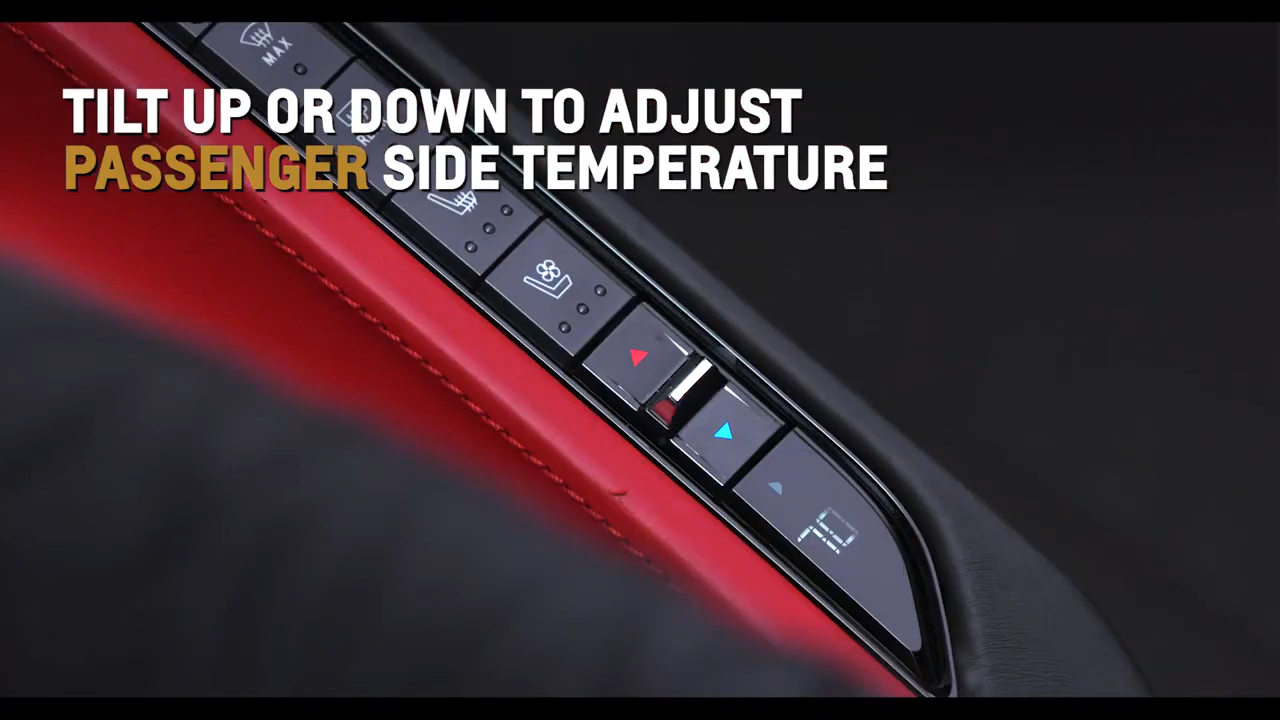 TILT UP OR DOWN TO ADJUST
PASSENGER SIDE TEMPERATURE
MAX